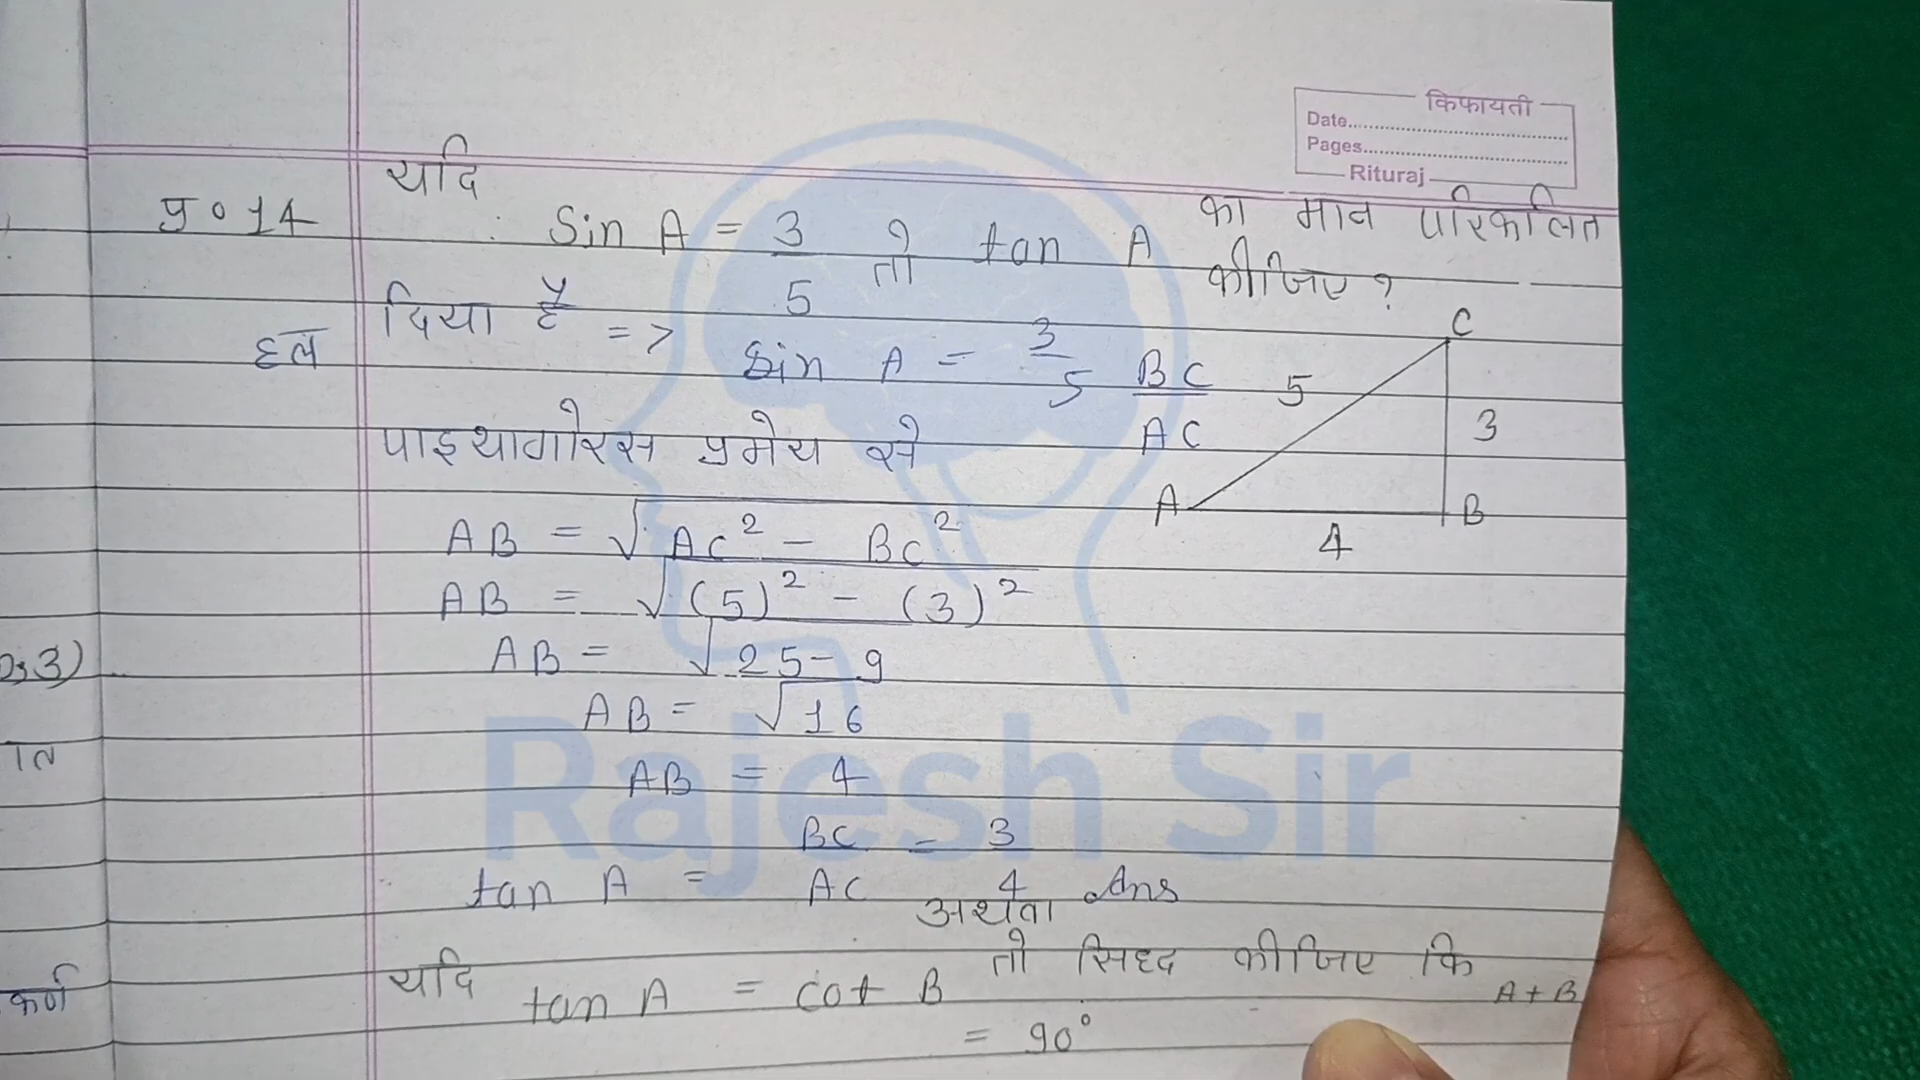 किफायती
Date
Pages
Rituraj
प्र० 14 यदि Sin A = 3/5 तो tan A का मान परिकलित कीजिए ?
हल दिया है => Sin A = 3/5 BC/AC
पाइथागोरस प्रमेय से
C
5
3
A
B
4
AB = √AC² - BC²
AB = √(5)² - (3)²
AB = √25-9
AB = √16
AB = 4
tan A = BC/AC = 3/4 Ans
अथवा
यदि tan A = cot B तो सिद्द कीजिए कि A + B
= 90°
3)
कर्ण
Rajesh Sir